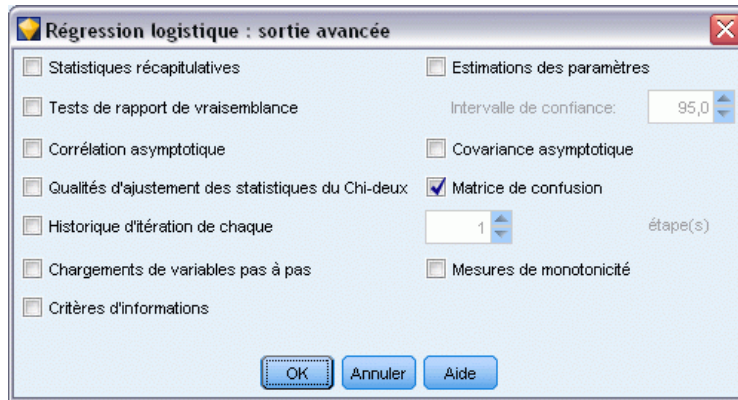 Régression logistique : sortie avancée
Statistiques récapitulatives
Estimations des paramètres
Tests de rapport de vraisemblance
Intervalle de confiance: 95,0
Corrélation asymptotique
Covariance asymptotique
Qualités d'ajustement des statistiques du Chi-deux
Matrice de confusion
Historique d'itération de chaque 1 étape(s)
Chargements de variables pas à pas
Mesures de monotonicité
Critères d'informations
OK Annuler Aide